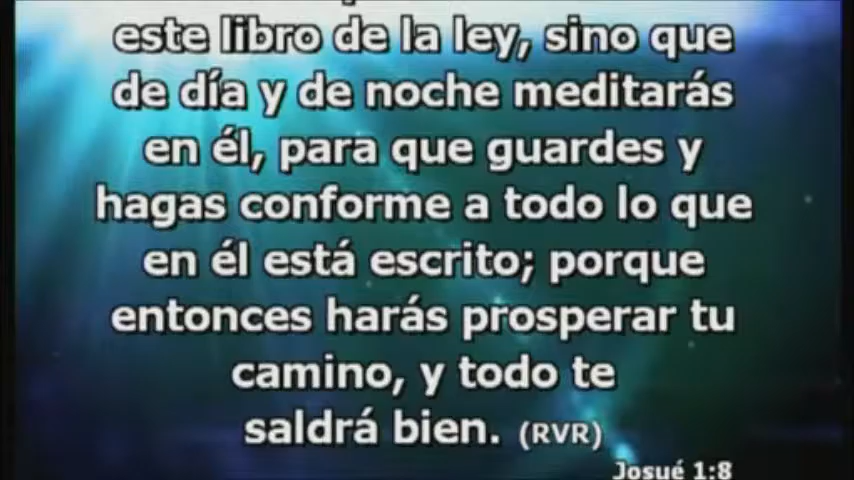 este libro de la ley, sino que
de día y de noche meditarás
en él, para que guardes y
hagas conforme a todo lo que
en él está escrito; porque
entonces harás prosperar tu
camino, y todo te
saldrá bien. (RVR)
Josué 1:8